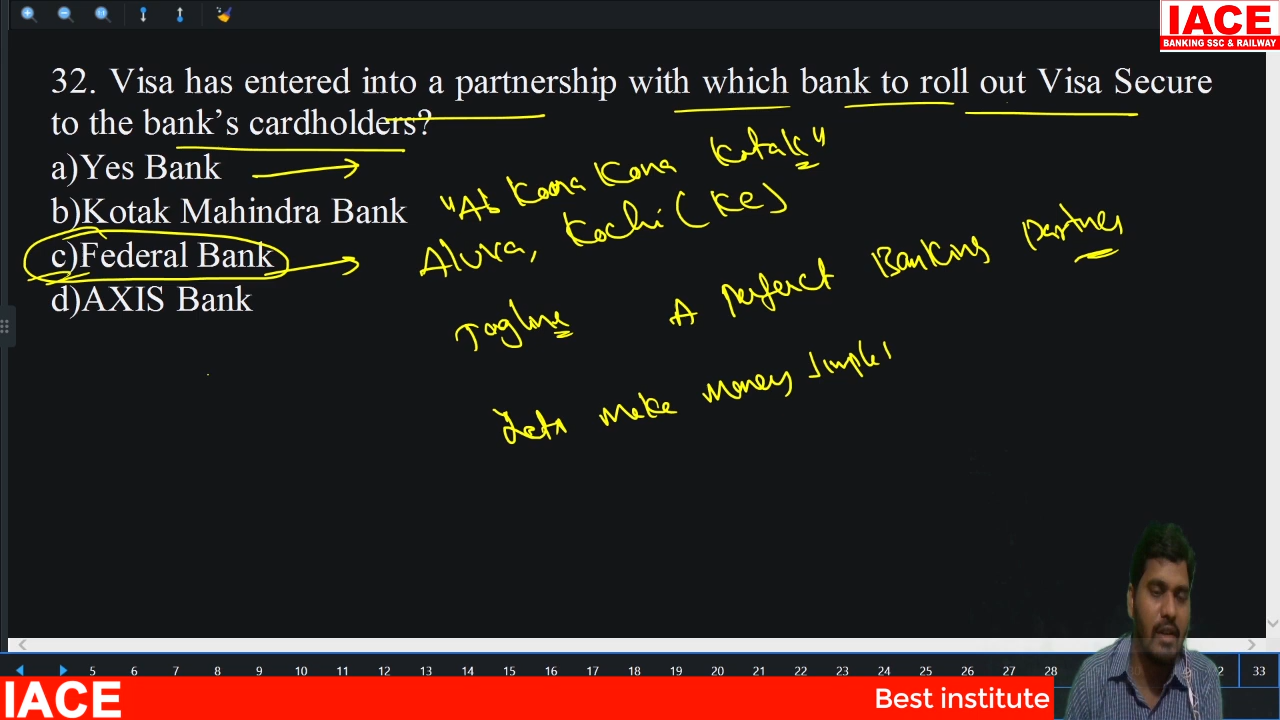 IACE
BANKING SSC & RAILWAY
32. Visa has entered into a partnership with which bank to roll out Visa Secure
to the bank's cardholders?
a)Yes Bank
b)Kotak Mahindra Bank
"Ab Kona Kona Kotak"
c)Federal Bank
Aluva, Kochi (KE)
d)AXIS Bank
Tagline A perfect Banking partner
Lets make money simple
5 6 7 8 9 10 11 12 13 14 15 16 17 18 19 20 21 22 23 24 25 26 27 28 33
IACE
Best institute